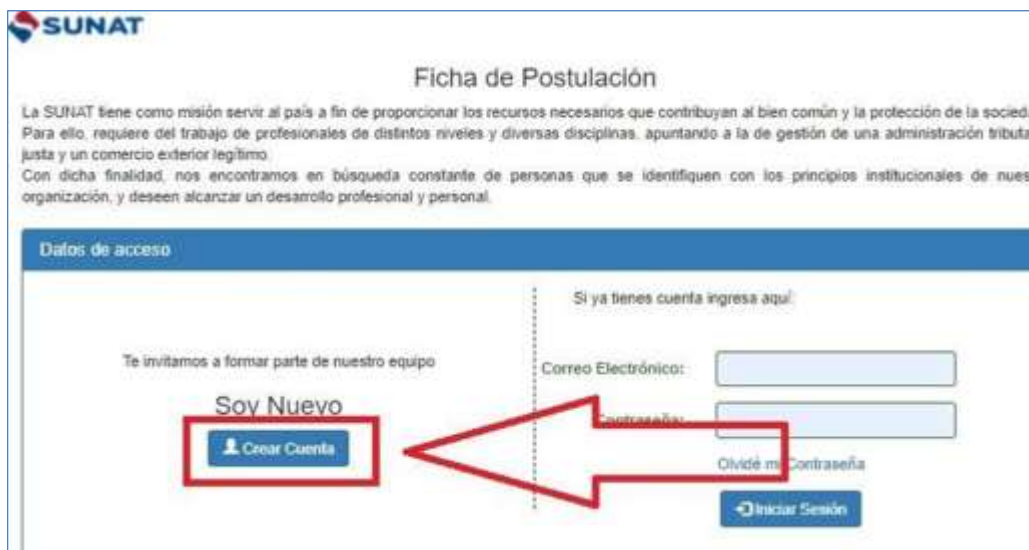 SUNAT
Ficha de Postulación
La SUNAT tiene como misión servir al país a fin de proporcionar los recursos necesarios que contribuyan al bien común y la protección de la socied
Para ello, requiere del trabajo de profesionales de distintos niveles y diversas disciplinas, apuntando a la de gestión de una administración tributa
justa y un comercio exterior legítimo.
Con dicha finalidad, nos encontramos en búsqueda constante de personas que se identifiquen con los principios institucionales de nues
organización, y deseen alcanzar un desarrollo profesional y personal.
Datos de acceso
Te invitamos a formar parte de nuestro equipo
Soy Nuevo
Crear Cuenta
Si ya tienes cuenta ingresa aquí:
Correo Electrónico:
Contraseña:
Olvidé mi Contraseña
Iniciar Sesión